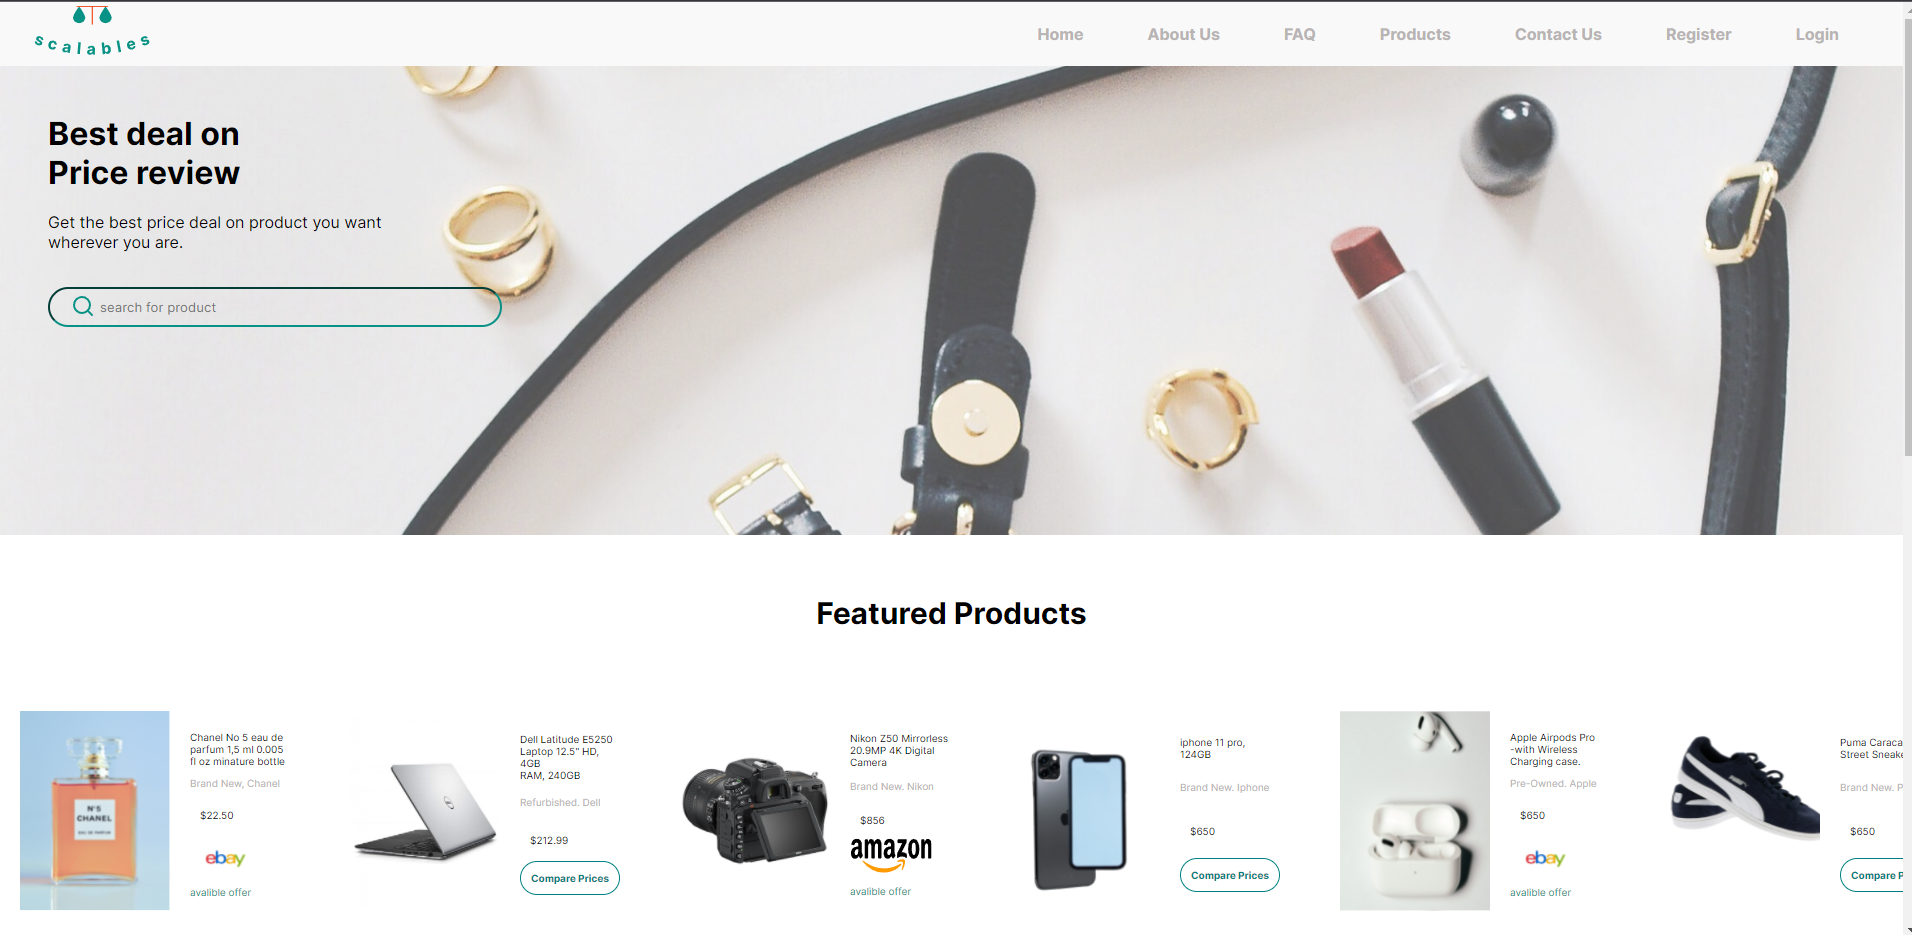 scalables
Home About Us FAQ Products Contact Us Register Login
Best deal on
Price review
Get the best price deal on product you want
wherever you are.
search for product
Featured Products
N°5
CHANEL
EAU DE PARFUM
Chanel No 5 eau de
parfum 1,5 ml 0.005
fl oz minature bottle
Brand New, Chanel
$22.50
ebay
avalible offer
Dell Latitude E5250
Laptop 12.5" HD,
4GB
RAM, 240GB
Refurbished. Dell
$212.99
Compare Prices
Nikon Z50 Mirrorless
20.9MP 4K Digital
Camera
Brand New. Nikon
$856
amazon
avalible offer
iphone 11 pro,
124GB
Brand New. Iphone
$650
Compare Prices
Apple Airpods Pro
-with Wireless
Charging case.
Pre-Owned. Apple
$650
ebay
avalible offer
Puma Caraca
Street Sneake
Brand New. P
$650
Compare P